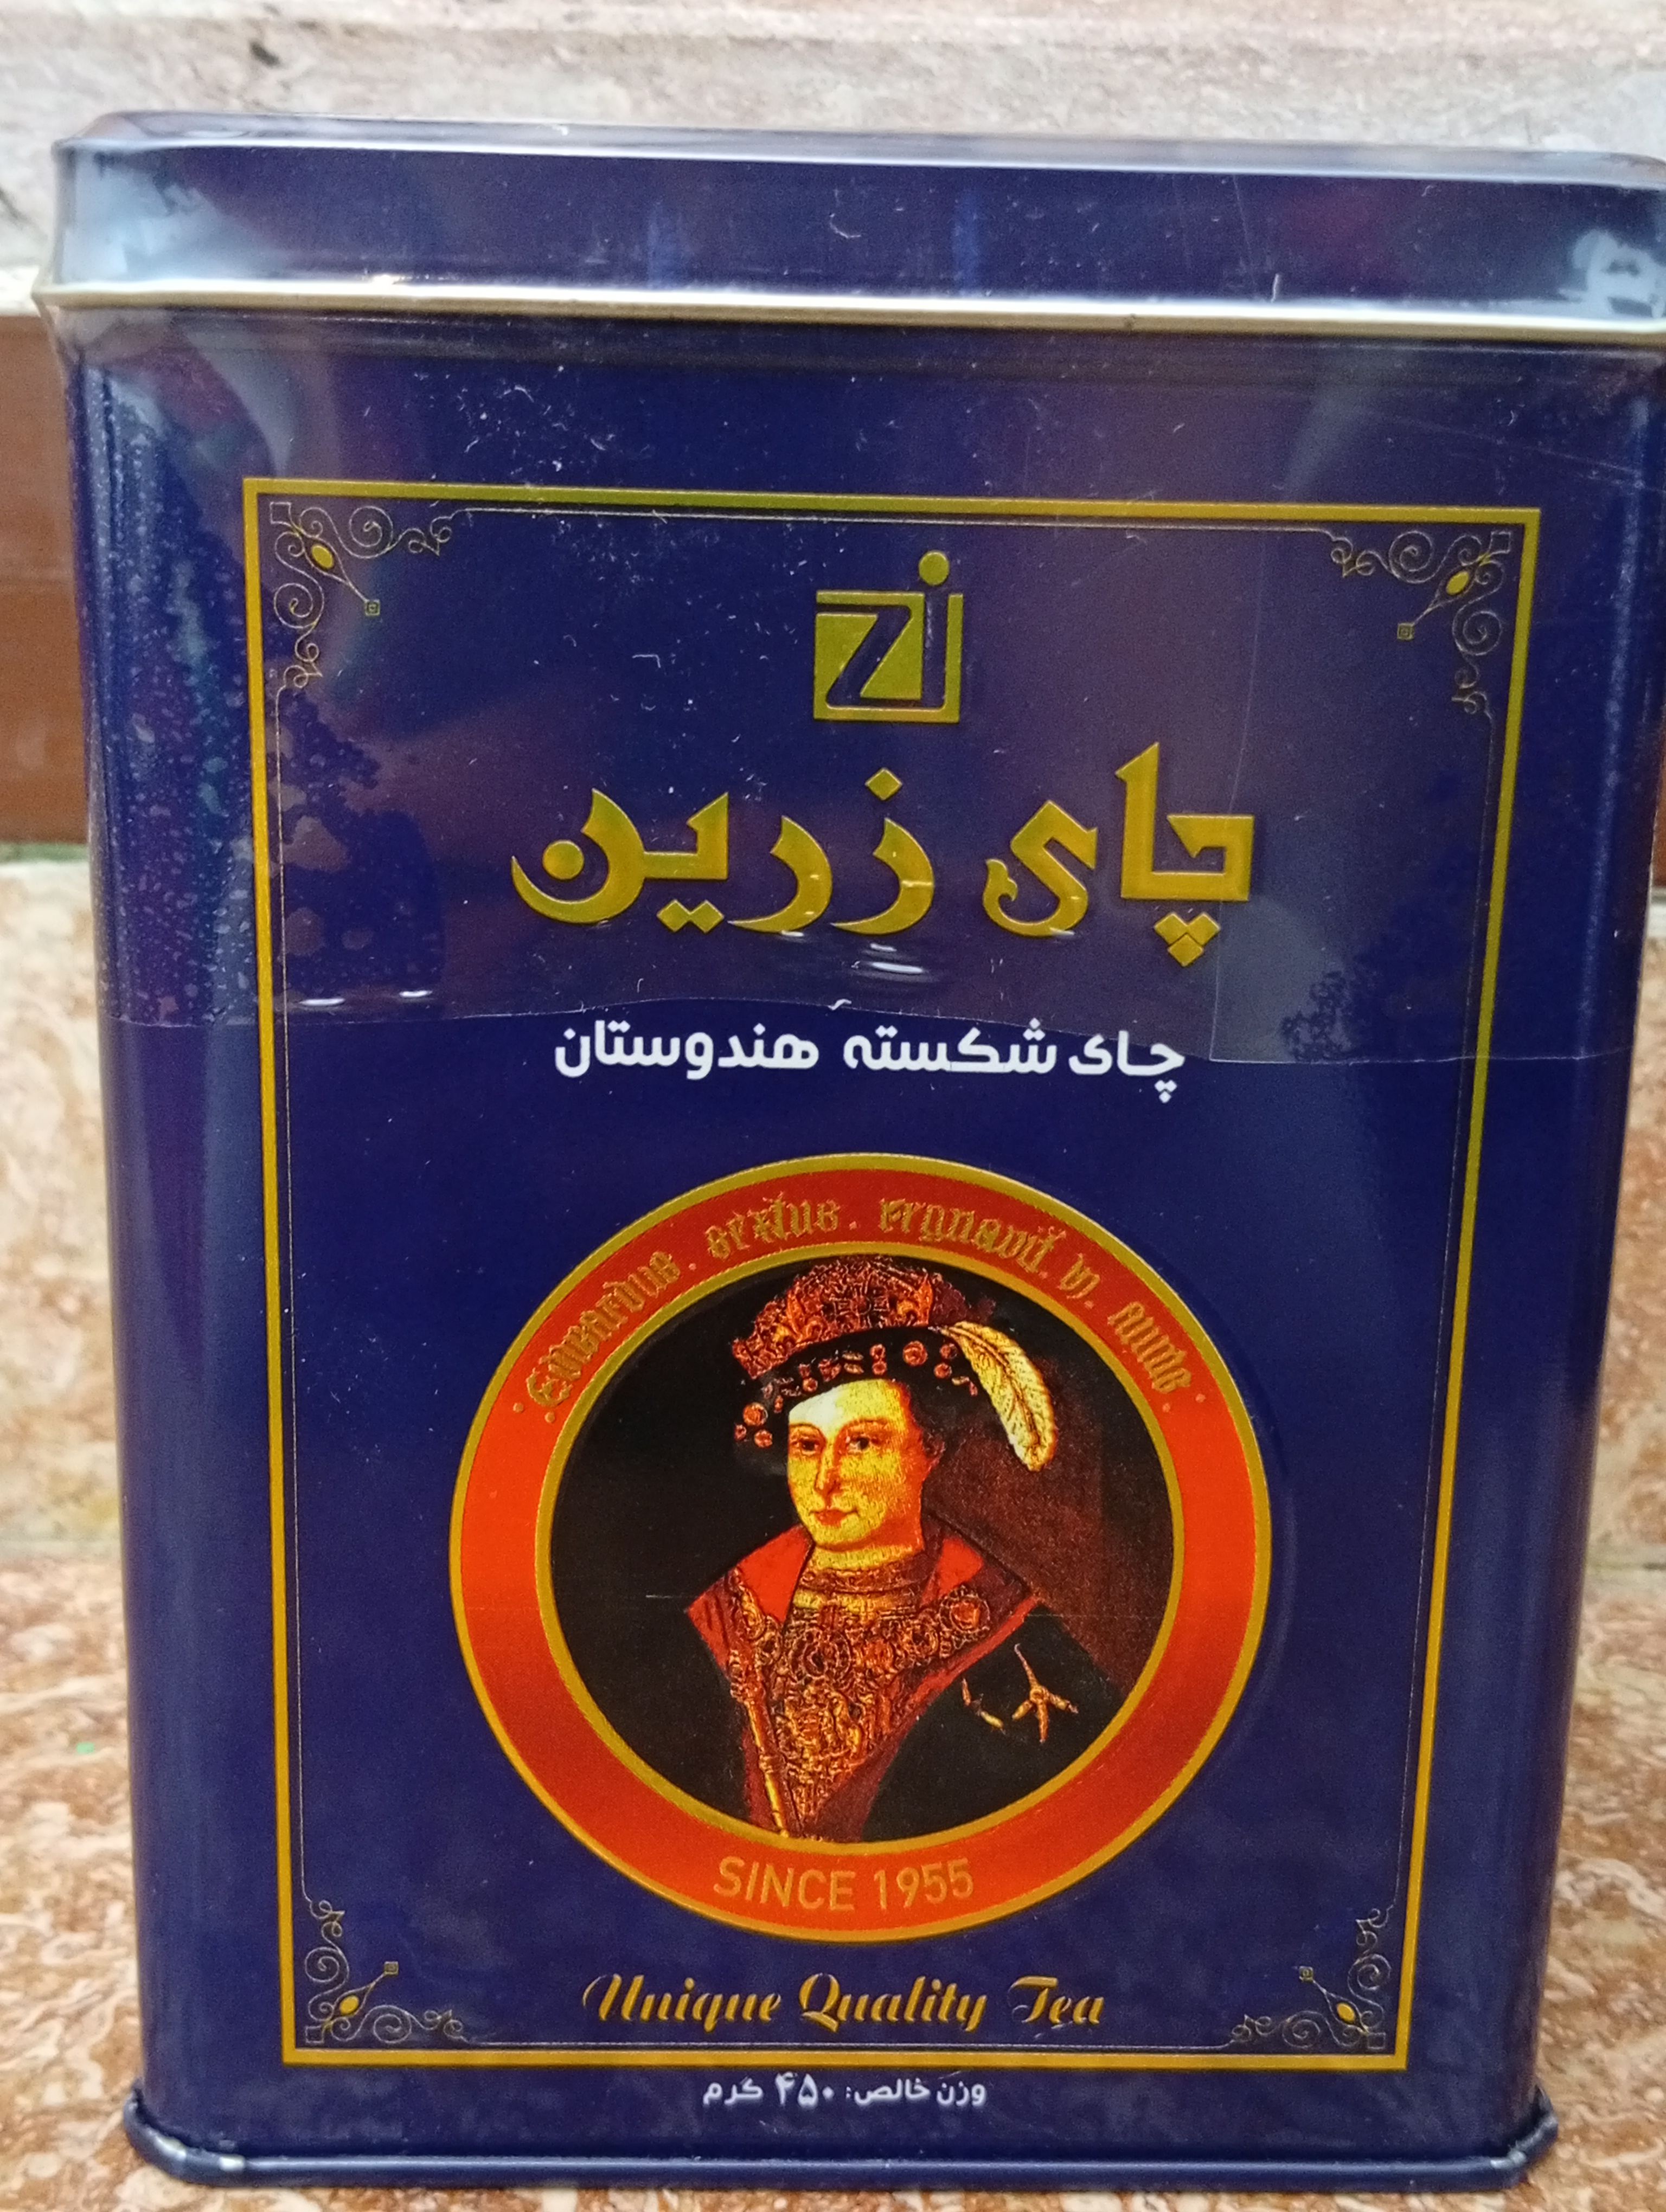 چای زرین
چای شکستهٔ هندوستان
SINCE 1955
Unique Quality Tea
وزن خالص: ۴۵۰ گرم